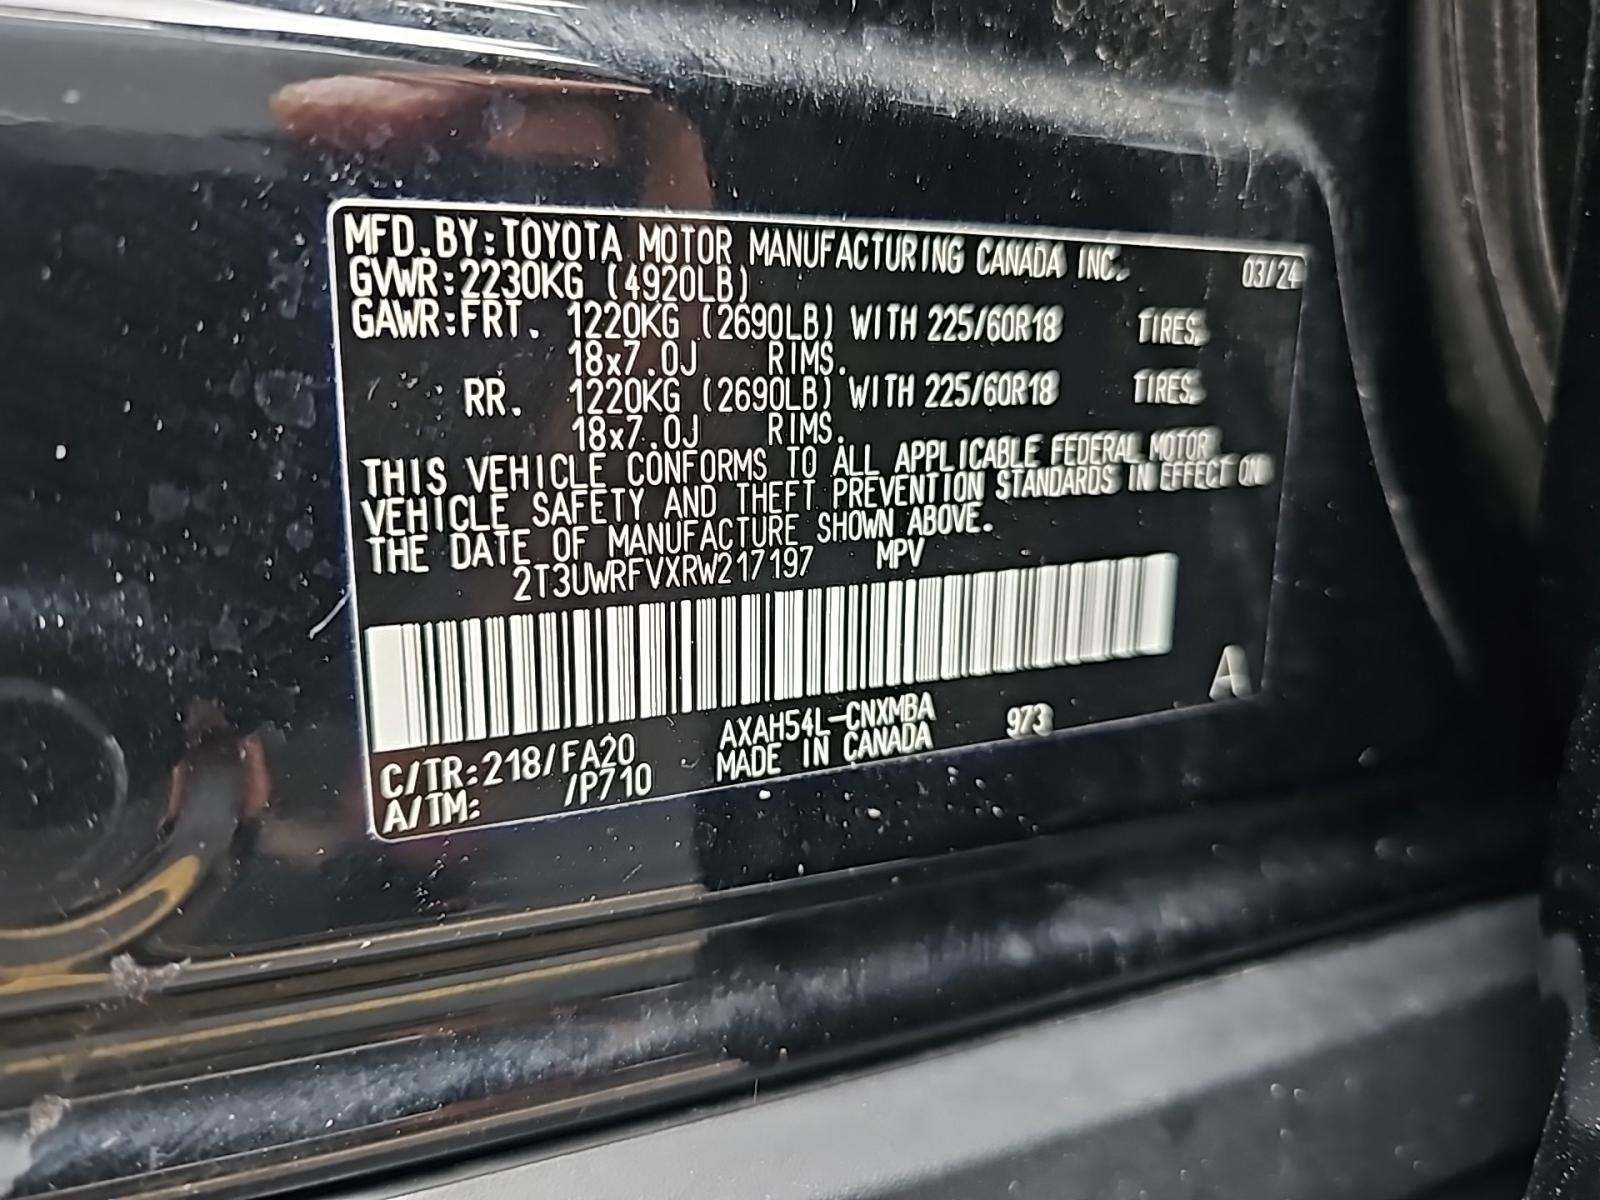 MFD.BY:TOYOTA MOTOR MANUFACTURING CANADA INC. 03/24
GVWR:2230KG (4920LB)
GAWR:FRT. 1220KG (2690LB) WITH 225/60R18 TIRES.
18x7.0J RIMS.
RR. 1220KG (2690LB) WITH 225/60R18 TIRES.
18x7.0J RIMS.
THIS VEHICLE CONFORMS TO ALL APPLICABLE FEDERAL MOTOR
VEHICLE SAFETY AND THEFT PREVENTION STANDARDS IN EFFECT ON
THE DATE OF MANUFACTURE SHOWN ABOVE.
2T3UWRFVXRW217197 MPV
A
C/TR:218/FA20 AXAH54L-CNXMBA 973
A/TM: /P710 MADE IN CANADA